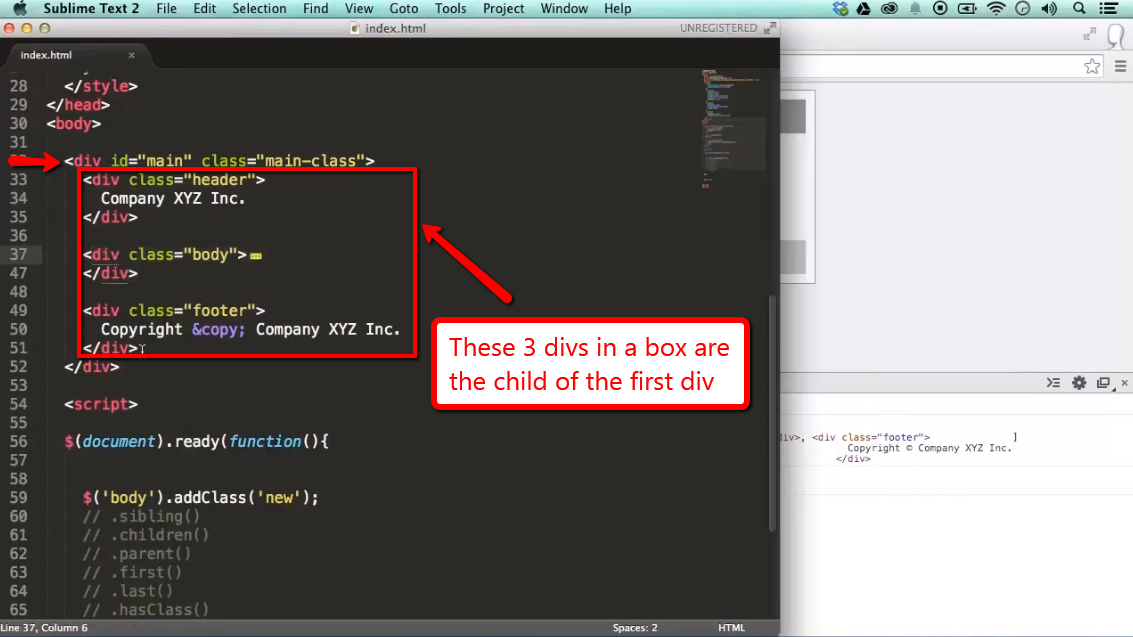 Sublime Text 2 File Edit Selection Find View Goto Tools Project Window Help
index.html UNREGISTERED
index.html ×
28 </style>
29 </head>
30 <body>
31
<div id="main" class="main-class">
33 <div class="header">
34 Company XYZ Inc.
35 </div>
36
37 <div class="body">
47 </div>
48
49 <div class="footer">
50 Copyright &copy; Company XYZ Inc.
51 </div>
52 </div>
53
54 <script>
55
56 $(document).ready(function(){
57
58
59 $('body').addClass('new');
60 // .sibling()
61 // .children()
62 // .parent()
63 // .first()
64 // .last()
65 // .hasClass()
These 3 divs in a box are
the child of the first div
div>, <div class="footer"> ]
Copyright © Company XYZ Inc.
</div>
Line 37, Column 6 Spaces: 2 HTML